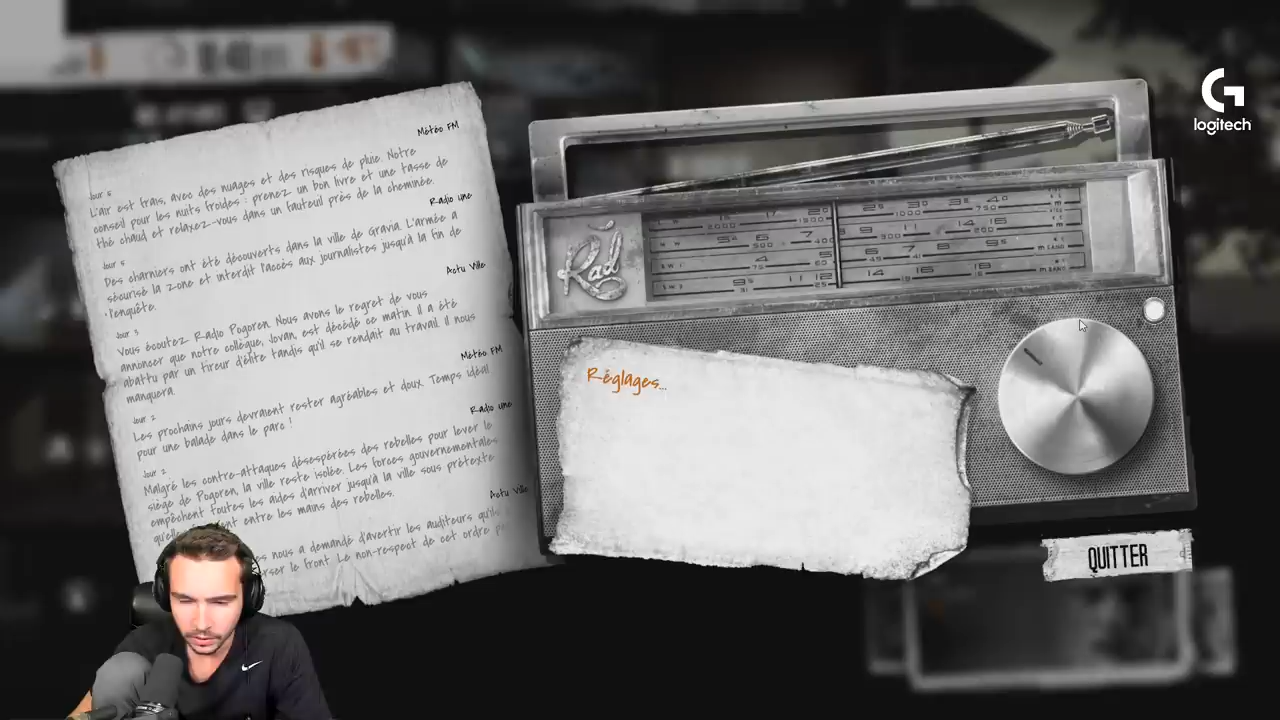 Météo FM
Jour 6
L'air est frais, avec des nuages et des risques de pluie. Notre
conseil pour les nuits froides : prenez un bon livre et une tasse de
thé chaud et relaxez-vous dans un fauteuil près de la cheminée.
Radio une
Jour 5
Des charniers ont été découverts dans la ville de Gravia. L'armée a
sécurisé la zone et interdit l'accès aux journalistes jusqu'à la fin de
l'enquête.
Actu Ville
Jour 3
Vous écoutez Radio Pogoren. Nous avons le regret de vous
annoncer que notre collègue, Jovan, est décédé ce matin. Il a été
abattu par un tireur d'élite tandis qu'il se rendait au travail. Il nous
manquera.
Météo FM
Jour 2
Les prochains jours devraient rester agréables et doux. Temps idéal
pour une balade dans le parc !
Radio une
Jour 2
Malgré les contre-attaques désespérées des rebelles pour lever le
siège de Pogoren, la ville reste isolée. Les forces gouvernementales
empêchent toutes les aides d'arriver jusqu'à la ville sous prétexte
entre les mains des rebelles.
Actu Ville
nous a demandé d'avertir les auditeurs qu'ils
le front. Le non-respect de cet ordre
Rad
Réglages...
QUITTER
logitech